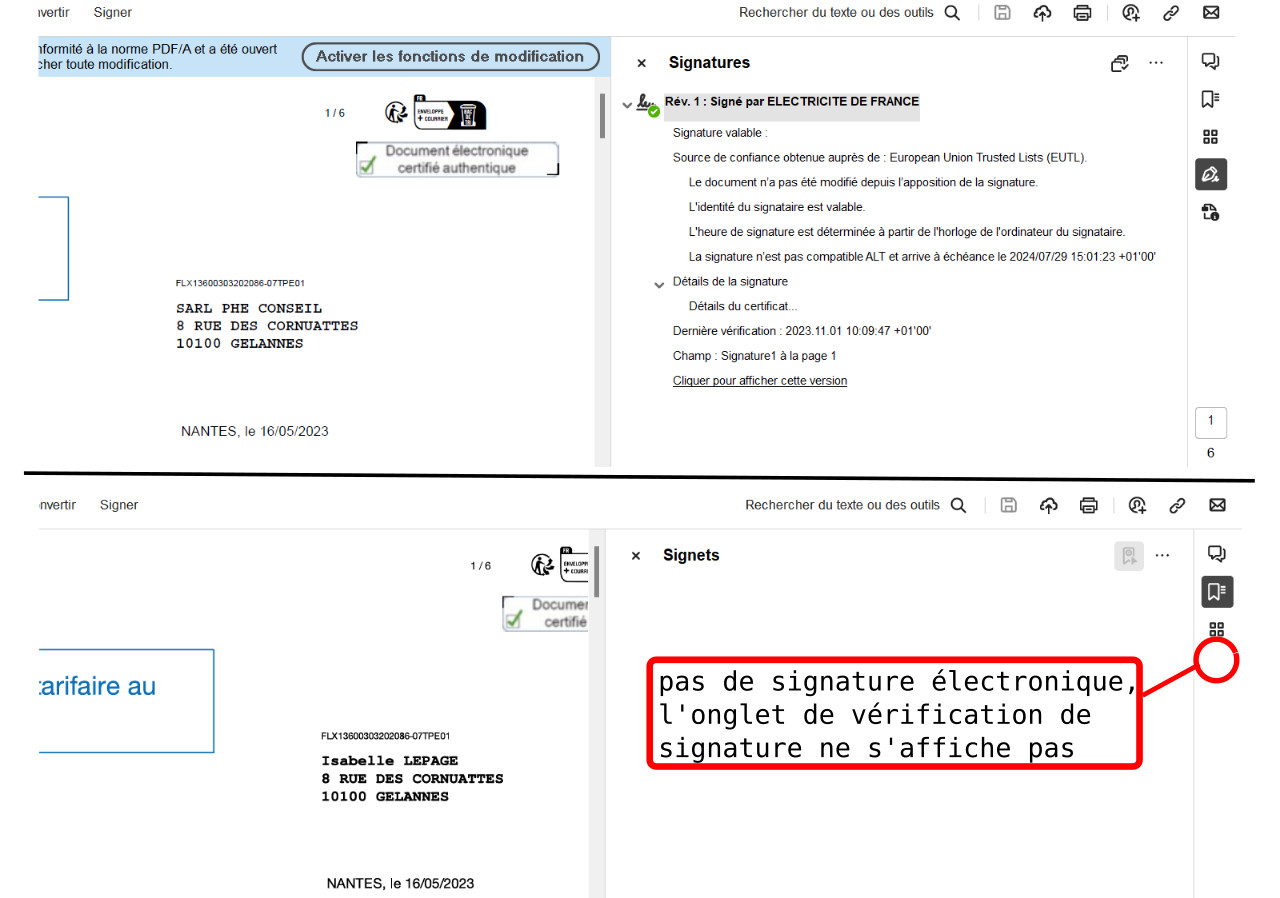 nvertir Signer Rechercher du texte ou des outils
nformité à la norme PDF/A et a été ouvert
cher toute modification.
Activer les fonctions de modification
Signatures
1 / 6
FR
ENVELOPPE
+ COURRIER
BAC
DE
TRI
Document électronique
certifié authentique
Rév. 1 : Signé par ELECTRICITE DE FRANCE
Signature valable :
Source de confiance obtenue auprès de : European Union Trusted Lists (EUTL).
Le document n'a pas été modifié depuis l'apposition de la signature.
L'identité du signataire est valable.
L'heure de signature est déterminée à partir de l'horloge de l'ordinateur du signataire.
La signature n'est pas compatible ALT et arrive à échéance le 2024/07/29 15:01:23 +01'00'
Détails de la signature
Détails du certificat...
Dernière vérification : 2023.11.01 10:09:47 +01'00'
Champ : Signature1 à la page 1
Cliquer pour afficher cette version
FLX13600303202086-07TPE01
SARL PHE CONSEIL
8 RUE DES CORNUATTES
10100 GELANNES
NANTES, le 16/05/2023
1
6
nvertir Signer Rechercher du texte ou des outils
Signets
1 / 6
FR
ENVELOPP
+ COURRI
Documen
certifié
tarifaire au
FLX13600303202086-07TPE01
Isabelle LEPAGE
8 RUE DES CORNUATTES
10100 GELANNES
NANTES, le 16/05/2023
pas de signature électronique,
l'onglet de vérification de
signature ne s'affiche pas